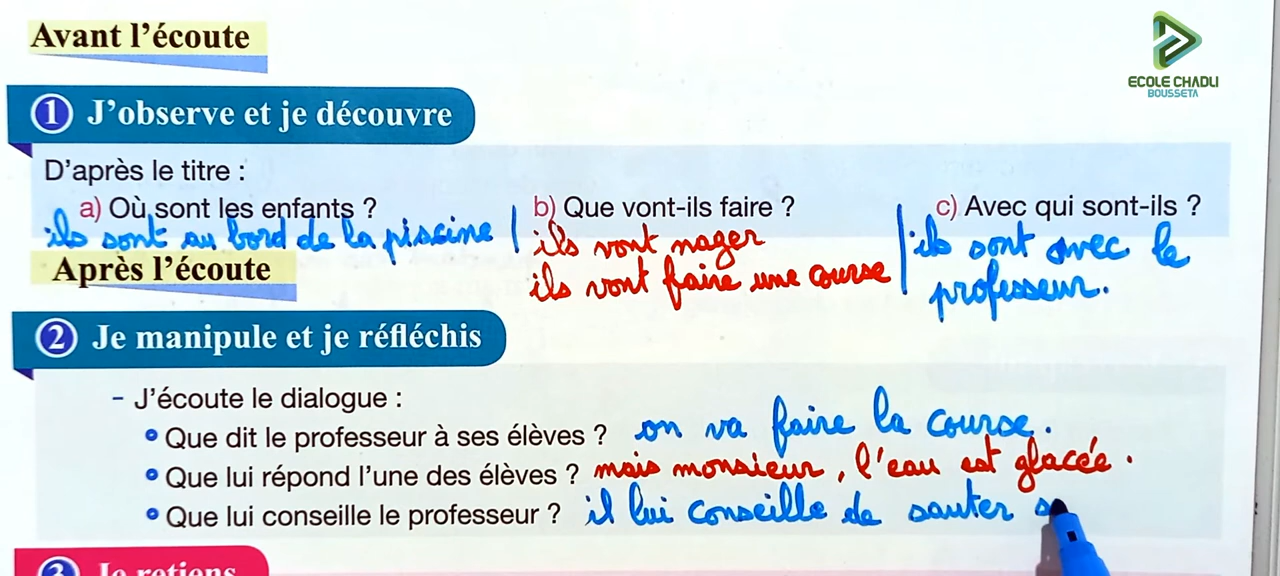 Avant l'écoute
ECOLE CHADLI
BOUSSETA
1 J'observe et je découvre
D'après le titre :
a) Où sont les enfants ? b) Que vont-ils faire ? c) Avec qui sont-ils ?
ils sont au bord de la piscine | ils vont nager | ils sont avec le
Après l'écoute ils vont faire une course professeur.
2 Je manipule et je réfléchis
- J'écoute le dialogue :
• Que dit le professeur à ses élèves ? on va faire la course.
• Que lui répond l'une des élèves ? mais monsieur, l'eau est glacée.
• Que lui conseille le professeur ? il lui conseille de sauter s
3 Je retiens